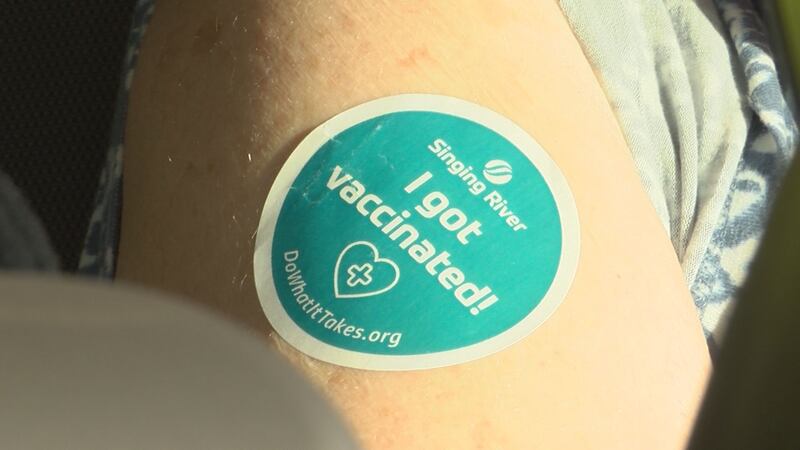 Singing River
I got
vaccinated!
DoWhatItTakes.org